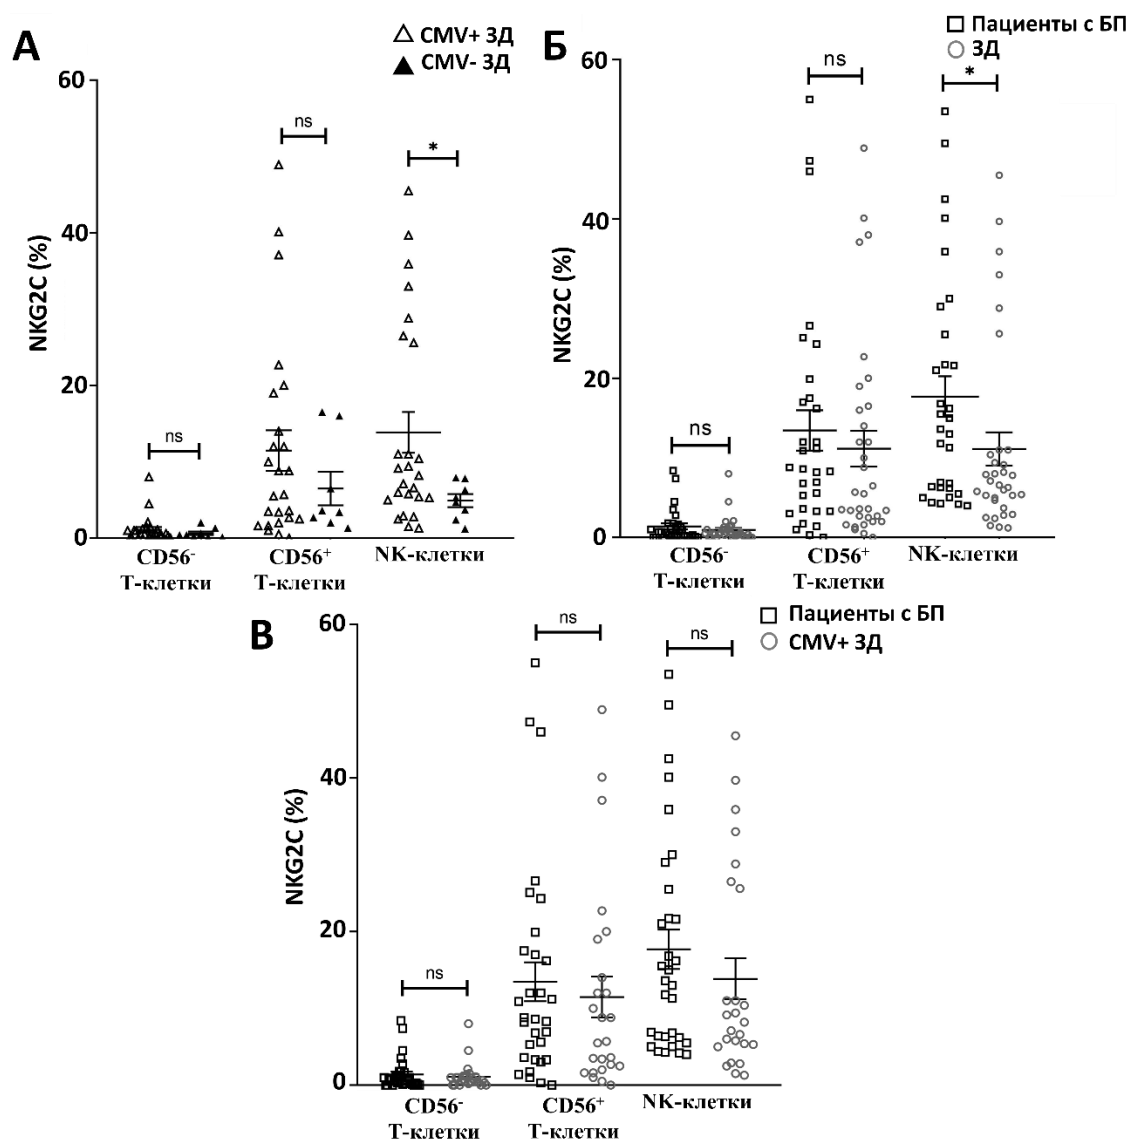 А
CMV+ ЗД
CMV- ЗД
NKG2C (%)
60
40
20
0
ns
ns
*
CD56-
Т-клетки
CD56+
Т-клетки
NK-клетки
Б
Пациенты с БП
ЗД
NKG2C (%)
60
40
20
0
ns
ns
*
CD56-
Т-клетки
CD56+
Т-клетки
NK-клетки
В
Пациенты с БП
CMV+ ЗД
NKG2C (%)
60
40
20
0
ns
ns
ns
CD56-
Т-клетки
CD56+
Т-клетки
NK-клетки